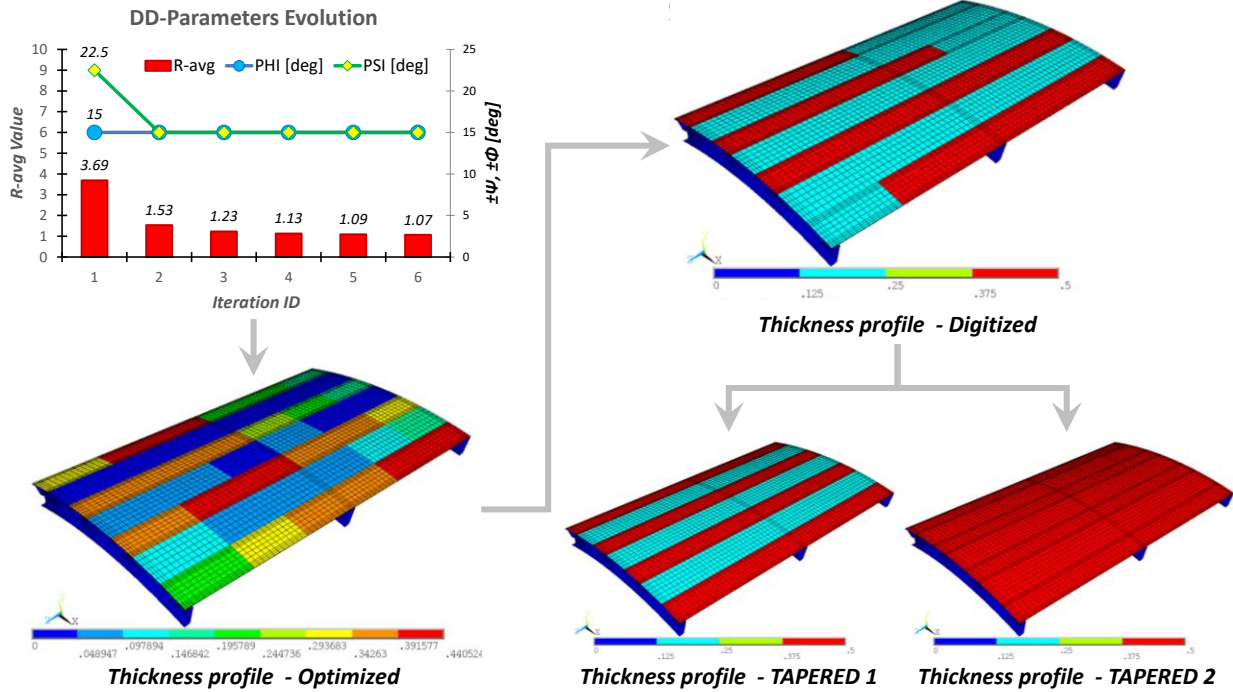 DD-Parameters Evolution
22.5
R-avg PHI [deg] PSI [deg]
15
3.69
1.53
1.23
1.13
1.09
1.07
10
9
8
7
6
5
4
3
2
1
0
R-avg Value
25
20
15
10
5
0
±Ψ, ±Φ [deg]
1 2 3 4 5 6
Iteration ID
Z X
0 .125 .25 .375 .5
Thickness profile - Digitized
X
0 .048947 .097894 .146842 .195789 .244736 .293683 .34263 .391577 .440524
Thickness profile - Optimized
X
0 .125 .25 .375 .5
Thickness profile - TAPERED 1
X
0 .125 .25 .375 .5
Thickness profile - TAPERED 2